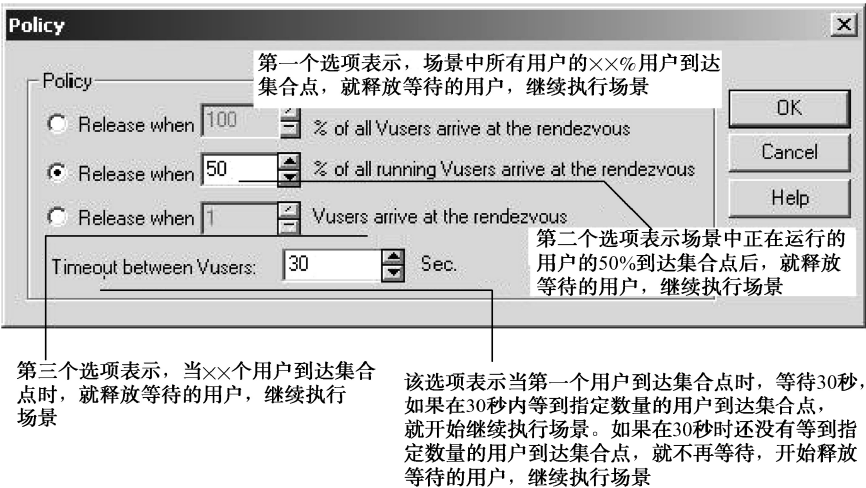 Policy
第一个选项表示，场景中所有用户的××%用户到达
集合点，就释放等待的用户，继续执行场景
Policy
Release when 100 % of all Vusers arrive at the rendezvous
OK
Release when 50 % of all running Vusers arrive at the rendezvous
Cancel
Release when 1 Vusers arrive at the rendezvous
Help
第二个选项表示场景中正在运行的
用户的50%到达集合点后，就释放
等待的用户，继续执行场景
Timeout between Vusers: 30 Sec.
第三个选项表示，当××个用户到达集合
点时，就释放等待的用户，继续执行
场景
该选项表示当第一个用户到达集合点时，等待30秒，
如果在30秒内等到指定数量的用户到达集合点，
就开始继续执行场景。如果在30秒时还没有等到指
定数量的用户到达集合点，就不再等待，开始释放
等待的用户，继续执行场景